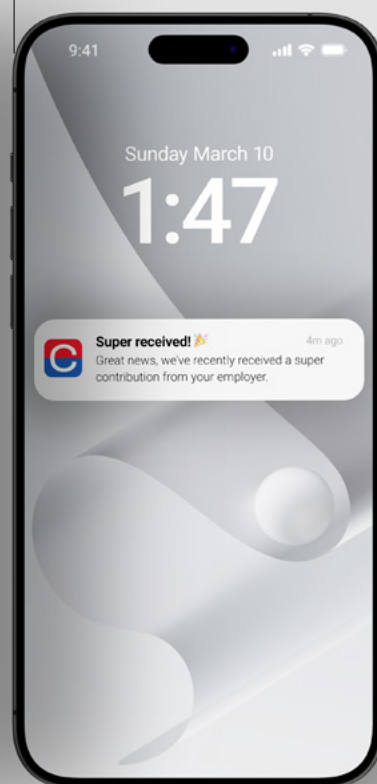 9:41
Sunday March 10
1:47
Super received! 🎉
4m ago
Great news, we've recently received a super
contribution from your employer.